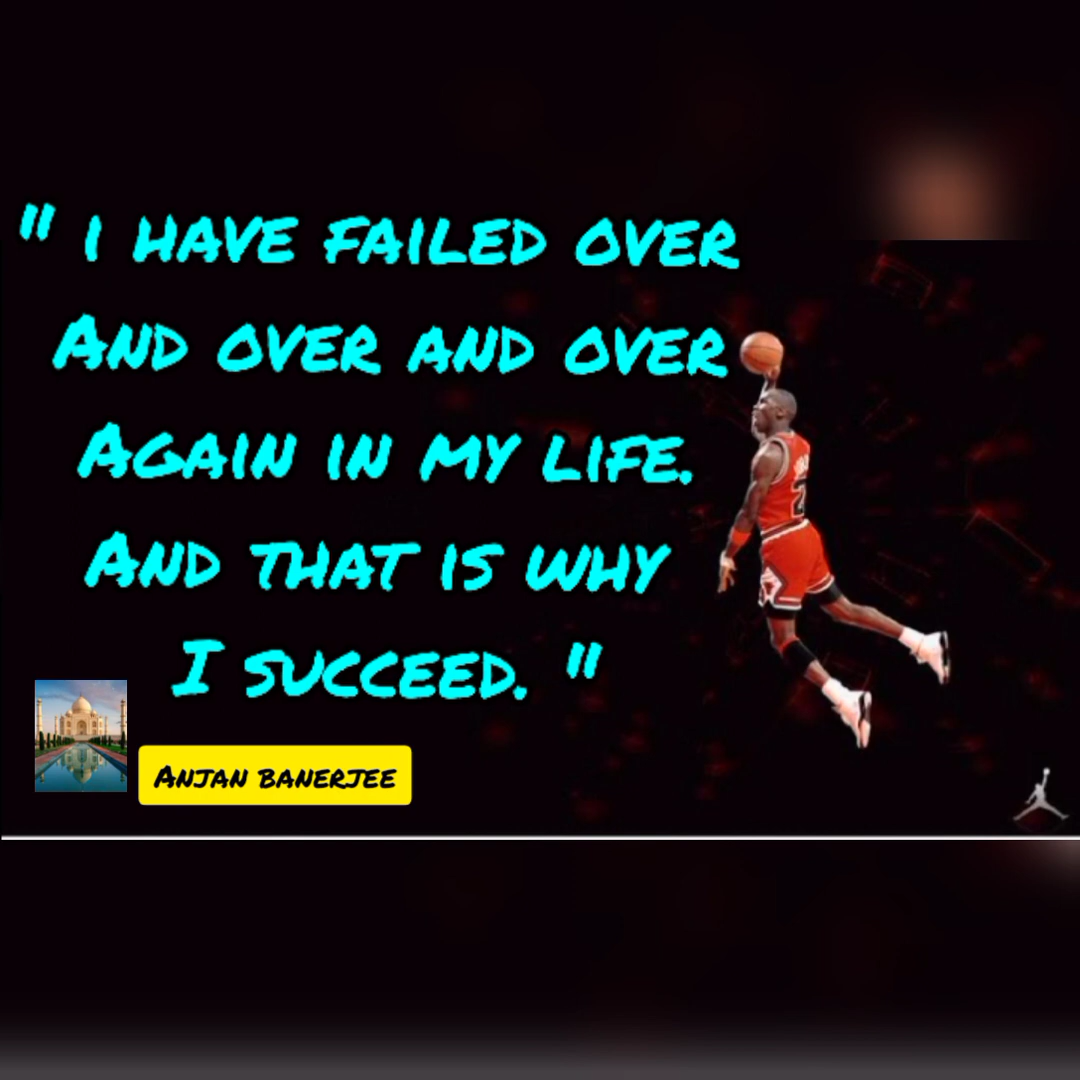 " I HAVE FAILED OVER
AND OVER AND OVER
AGAIN IN MY LIFE.
AND THAT IS WHY
I SUCCEED. "
ANJAN BANERJEE